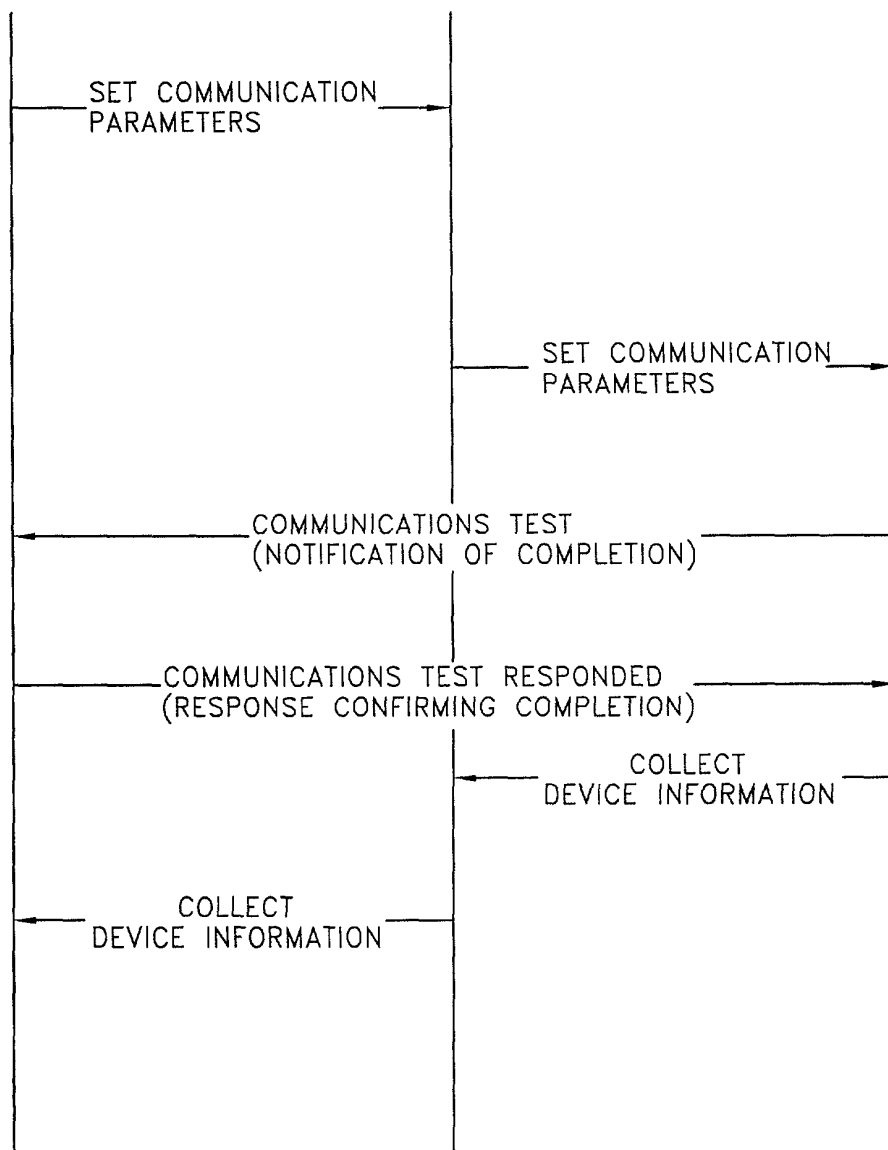 SET COMMUNICATION
PARAMETERS
SET COMMUNICATION
PARAMETERS
COMMUNICATIONS TEST
(NOTIFICATION OF COMPLETION)
COMMUNICATIONS TEST RESPONDED
(RESPONSE CONFIRMING COMPLETION)
COLLECT
DEVICE INFORMATION
COLLECT
DEVICE INFORMATION